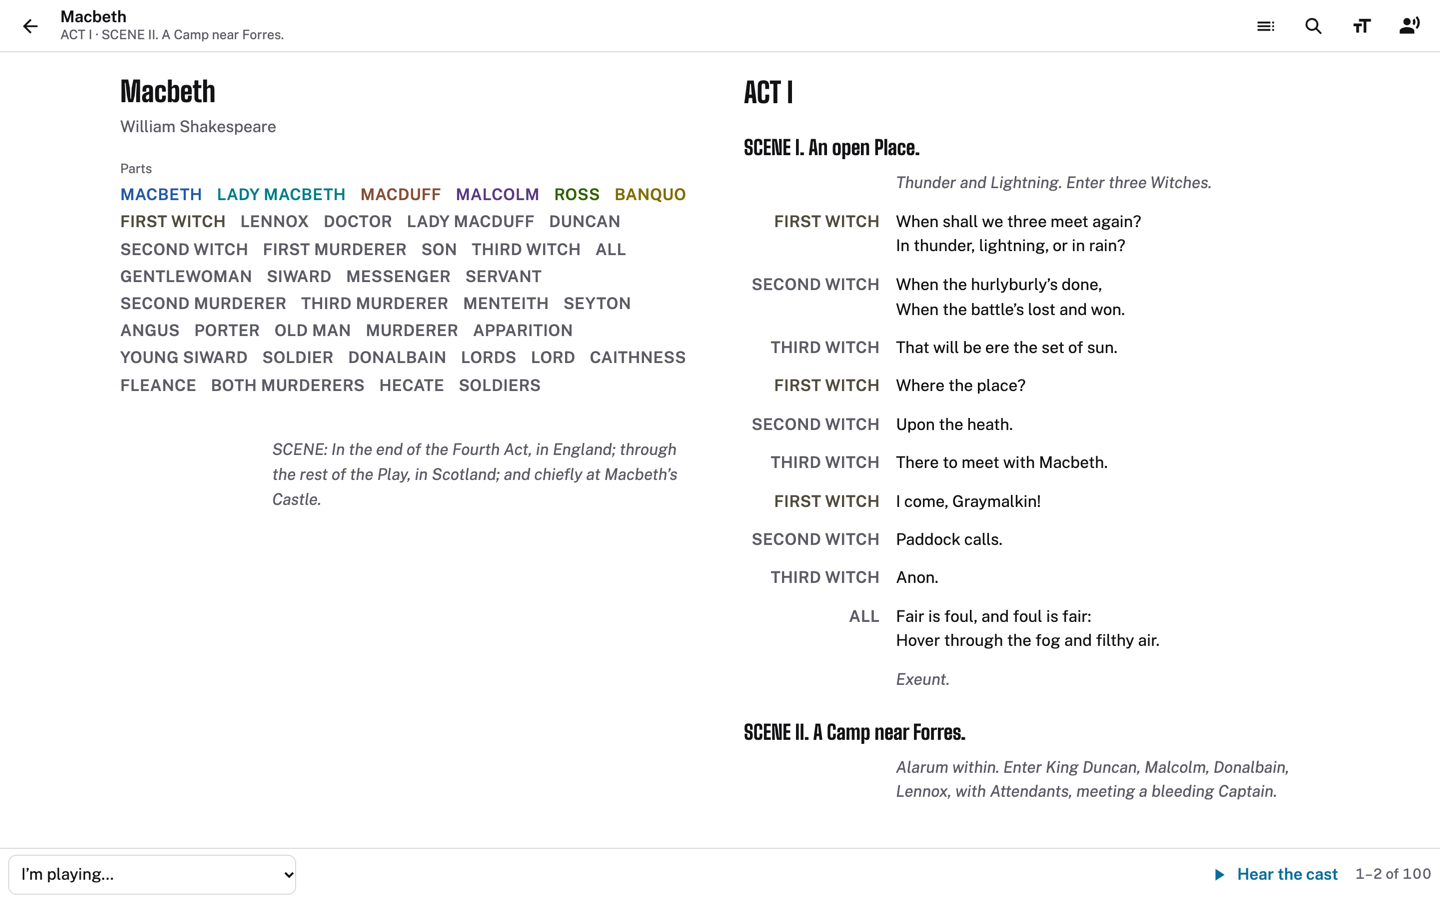 Macbeth
ACT I · SCENE II. A Camp near Forres.
Macbeth
William Shakespeare
Parts
MACBETH LADY MACBETH MACDUFF MALCOLM ROSS BANQUO
FIRST WITCH LENNOX DOCTOR LADY MACDUFF DUNCAN
SECOND WITCH FIRST MURDERER SON THIRD WITCH ALL
GENTLEWOMAN SIWARD MESSENGER SERVANT
SECOND MURDERER THIRD MURDERER MENTEITH SEYTON
ANGUS PORTER OLD MAN MURDERER APPARITION
YOUNG SIWARD SOLDIER DONALBAIN LORDS LORD CAITHNESS
FLEANCE BOTH MURDERERS HECATE SOLDIERS
SCENE: In the end of the Fourth Act, in England; through
the rest of the Play, in Scotland; and chiefly at Macbeth’s
Castle.
ACT I
SCENE I. An open Place.
Thunder and Lightning. Enter three Witches.
FIRST WITCH When shall we three meet again?
In thunder, lightning, or in rain?
SECOND WITCH When the hurlyburly’s done,
When the battle’s lost and won.
THIRD WITCH That will be ere the set of sun.
FIRST WITCH Where the place?
SECOND WITCH Upon the heath.
THIRD WITCH There to meet with Macbeth.
FIRST WITCH I come, Graymalkin!
SECOND WITCH Paddock calls.
THIRD WITCH Anon.
ALL Fair is foul, and foul is fair:
Hover through the fog and filthy air.
Exeunt.
SCENE II. A Camp near Forres.
Alarum within. Enter King Duncan, Malcolm, Donalbain,
Lennox, with Attendants, meeting a bleeding Captain.
I’m playing…
Hear the cast 1–2 of 100